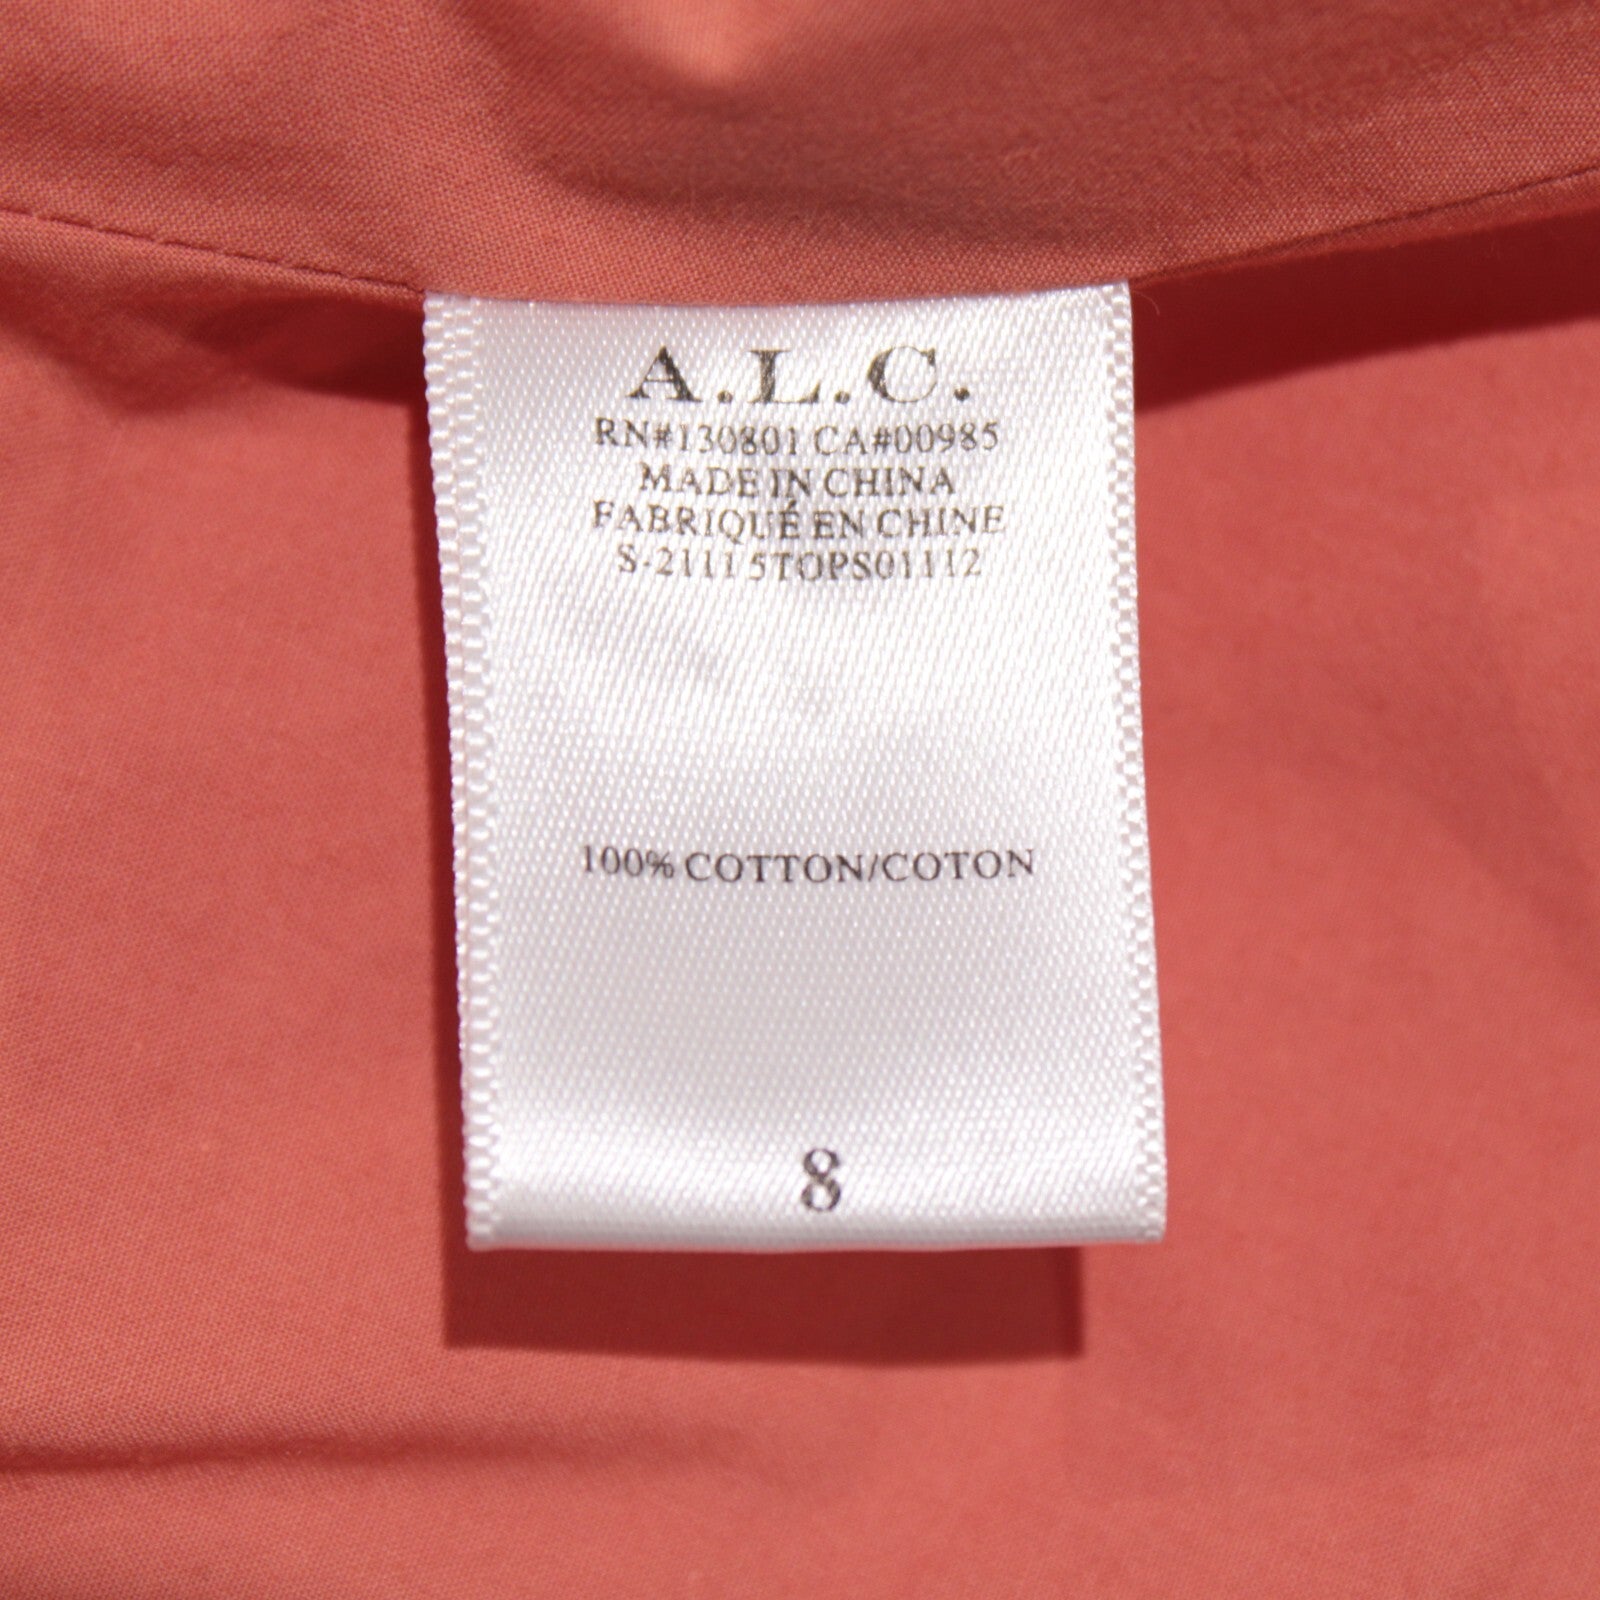 A.L.C.
RN#130801 CA#00985
MADE IN CHINA
FABRIQUÉ EN CHINE
S-21115TOPS01112
100% COTTON/COTON
8